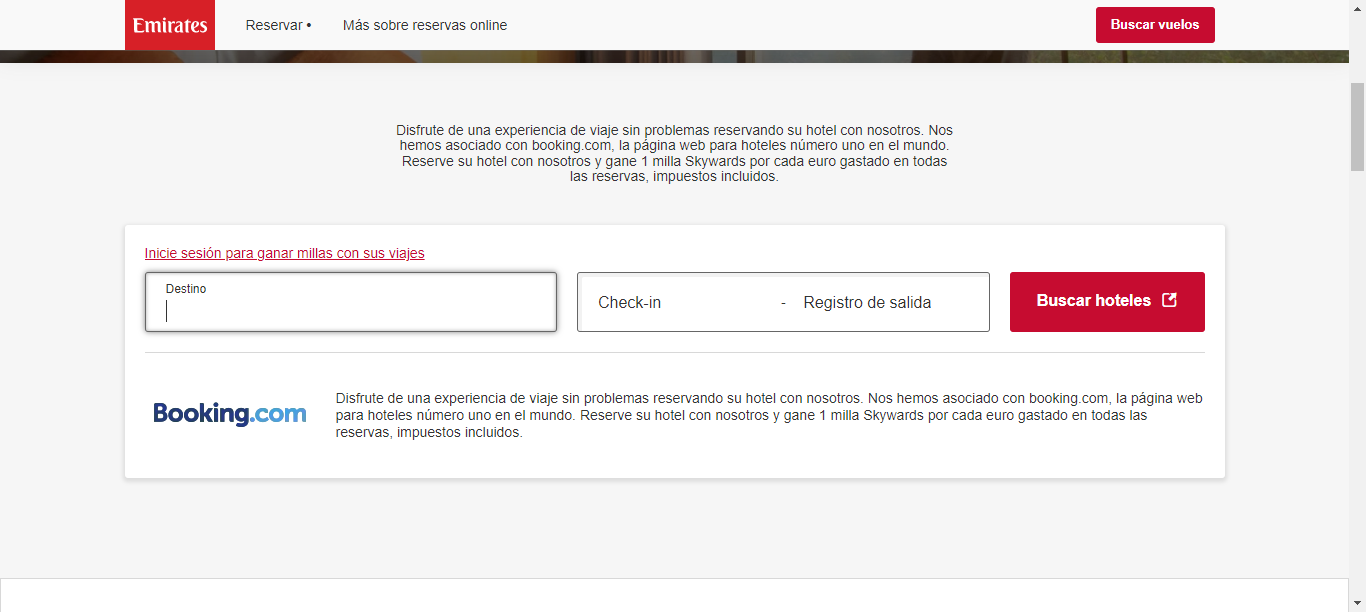 Emirates
Reservar •
Más sobre reservas online
Buscar vuelos
Disfrute de una experiencia de viaje sin problemas reservando su hotel con nosotros. Nos
hemos asociado con booking.com, la página web para hoteles número uno en el mundo.
Reserve su hotel con nosotros y gane 1 milla Skywards por cada euro gastado en todas
las reservas, impuestos incluidos.
Inicie sesión para ganar millas con sus viajes
Destino
Check-in - Registro de salida
Buscar hoteles
Booking.com
Disfrute de una experiencia de viaje sin problemas reservando su hotel con nosotros. Nos hemos asociado con booking.com, la página web
para hoteles número uno en el mundo. Reserve su hotel con nosotros y gane 1 milla Skywards por cada euro gastado en todas las
reservas, impuestos incluidos.